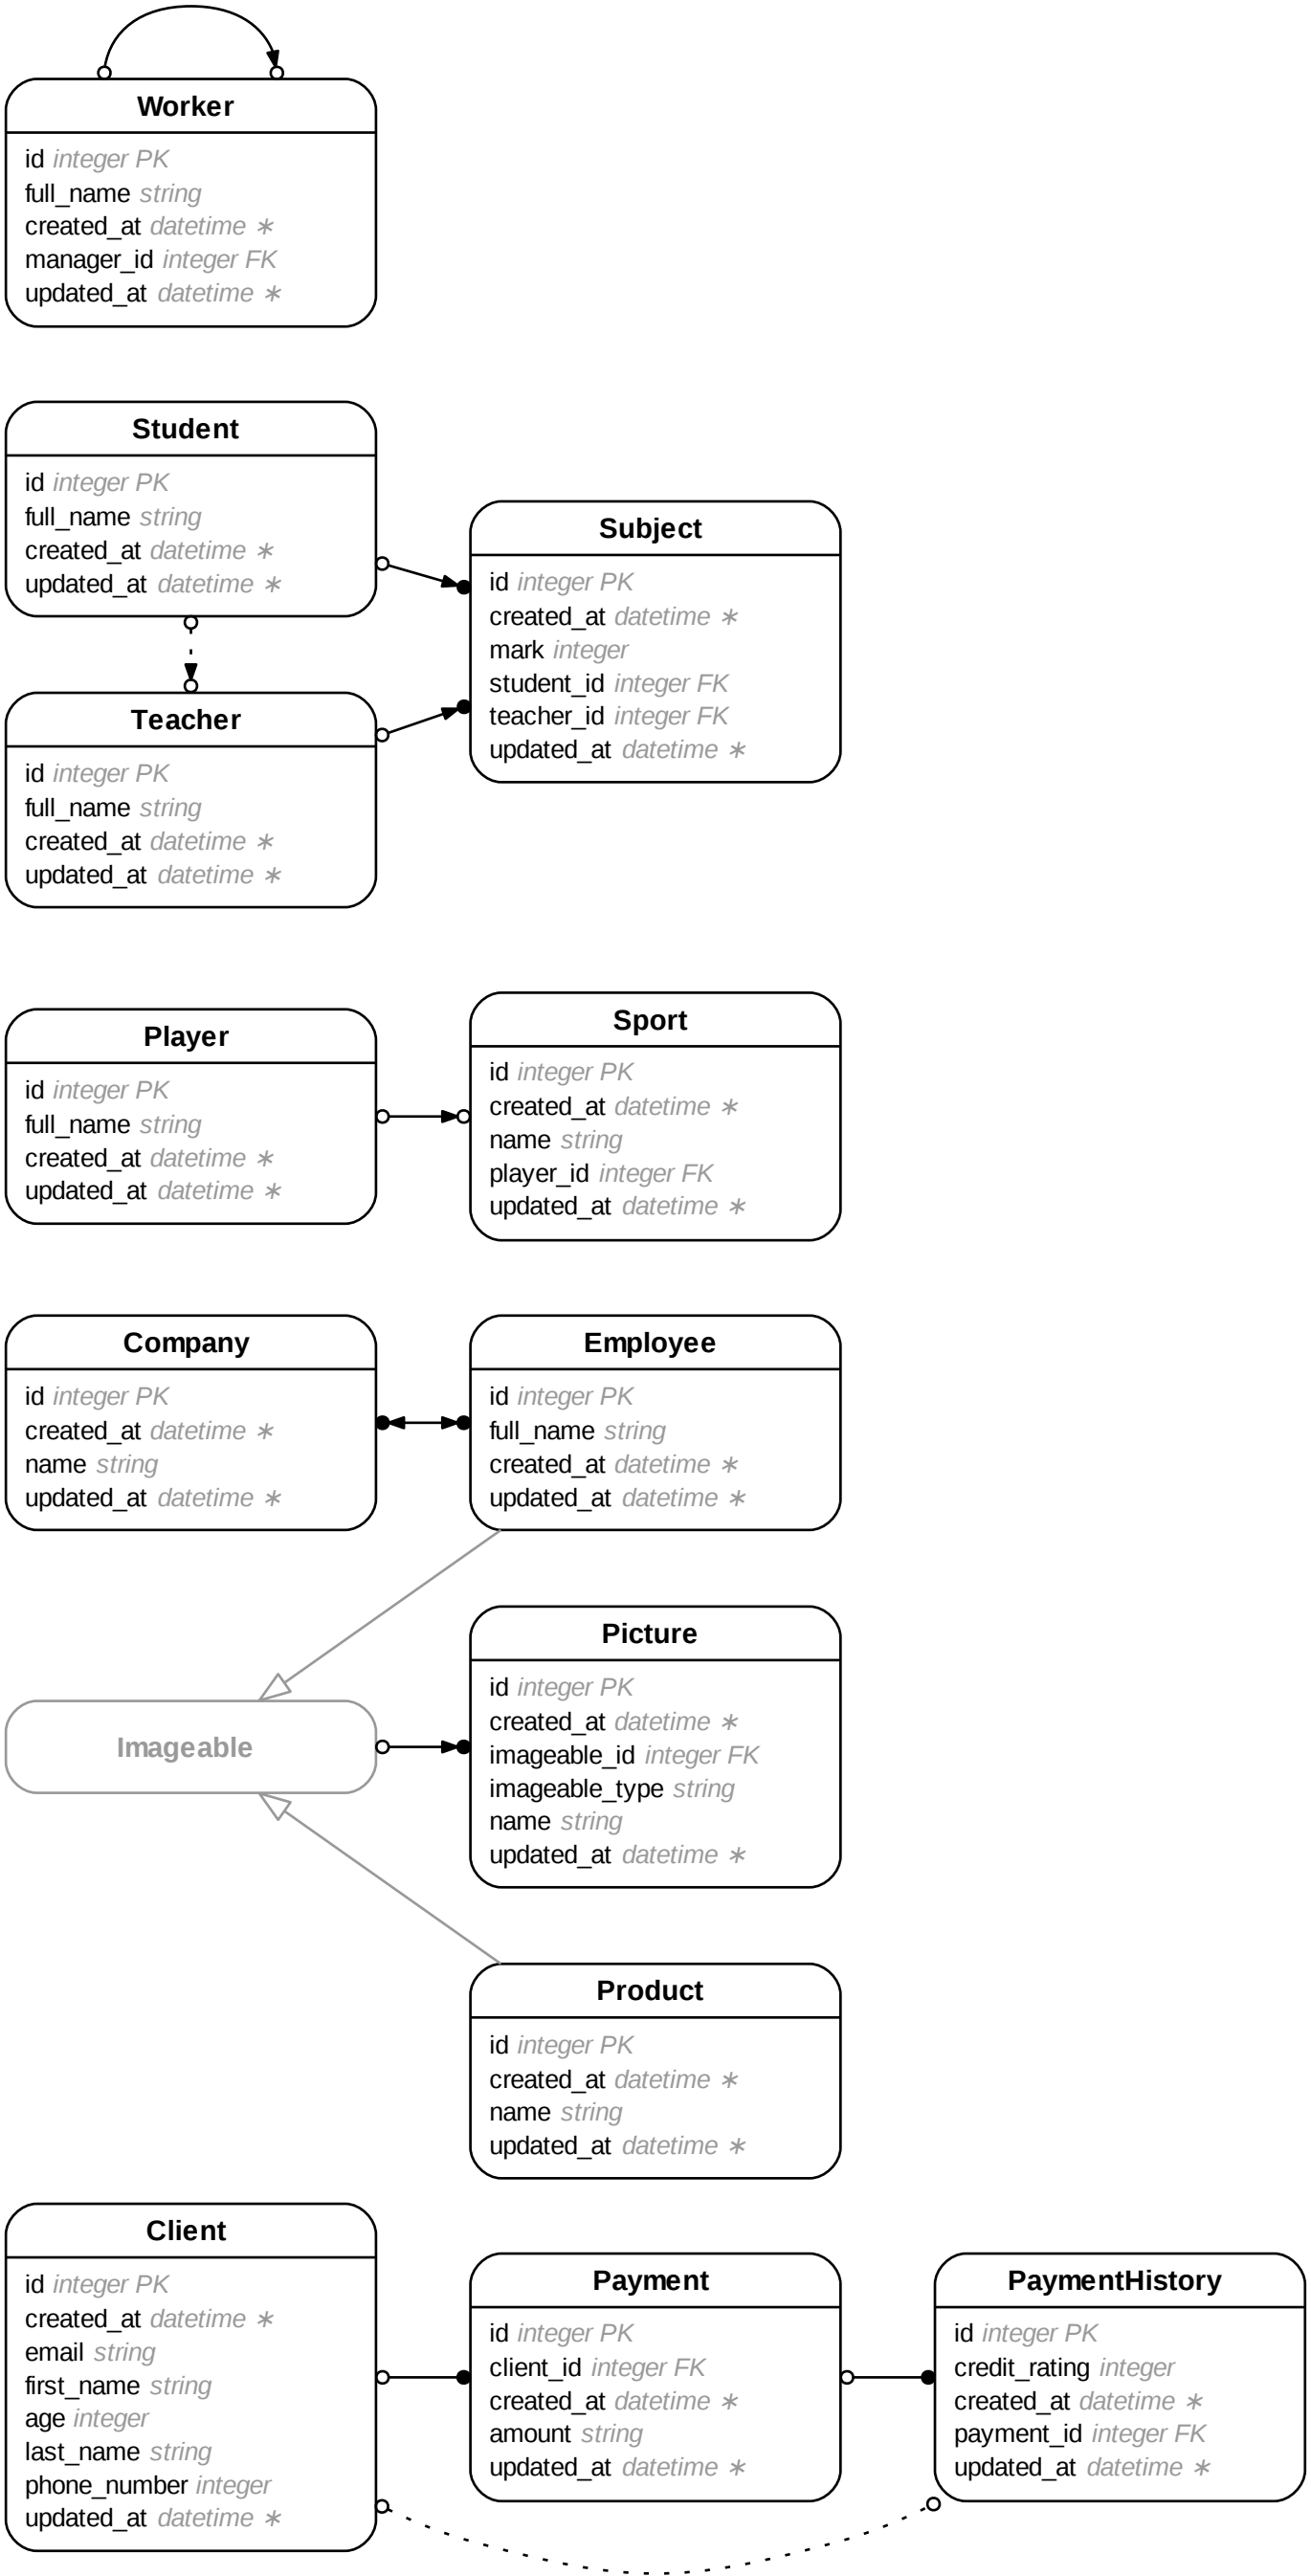 Worker
id integer PK
full_name string
created_at datetime ∗
manager_id integer FK
updated_at datetime ∗
Student
id integer PK
full_name string
created_at datetime ∗
updated_at datetime ∗
Subject
id integer PK
created_at datetime ∗
mark integer
student_id integer FK
teacher_id integer FK
updated_at datetime ∗
Teacher
id integer PK
full_name string
created_at datetime ∗
updated_at datetime ∗
Player
id integer PK
full_name string
created_at datetime ∗
updated_at datetime ∗
Sport
id integer PK
created_at datetime ∗
name string
player_id integer FK
updated_at datetime ∗
Company
id integer PK
created_at datetime ∗
name string
updated_at datetime ∗
Employee
id integer PK
full_name string
created_at datetime ∗
updated_at datetime ∗
Imageable
Picture
id integer PK
created_at datetime ∗
imageable_id integer FK
imageable_type string
name string
updated_at datetime ∗
Product
id integer PK
created_at datetime ∗
name string
updated_at datetime ∗
Client
id integer PK
created_at datetime ∗
email string
first_name string
age integer
last_name string
phone_number integer
updated_at datetime ∗
Payment
id integer PK
client_id integer FK
created_at datetime ∗
amount string
updated_at datetime ∗
PaymentHistory
id integer PK
credit_rating integer
created_at datetime ∗
payment_id integer FK
updated_at datetime ∗